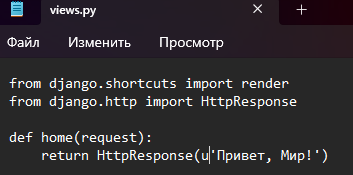 views.py
Файл Изменить Просмотр
from django.shortcuts import render
from django.http import HttpResponse
def home(request):
    return HttpResponse(u'Привет, Мир!')